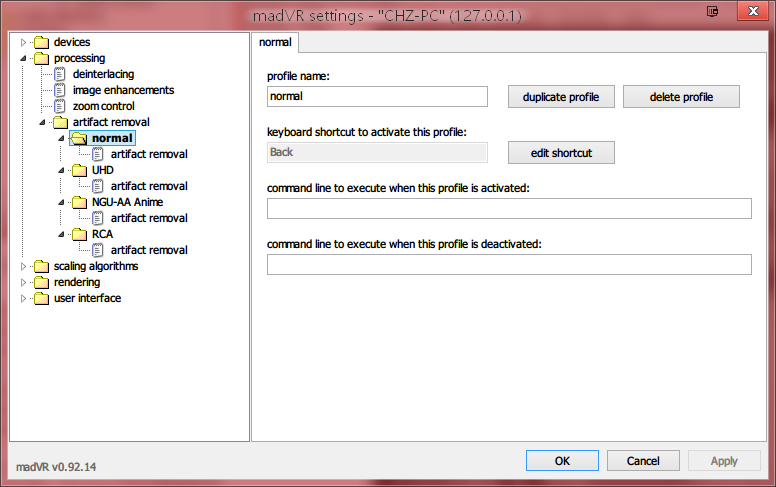 madVR settings - "CHZ-PC" (127.0.0.1)
devices
processing
deinterlacing
image enhancements
zoom control
artifact removal
normal
artifact removal
UHD
artifact removal
NGU-AA Anime
artifact removal
RCA
artifact removal
scaling algorithms
rendering
user interface
normal
profile name:
normal
duplicate profile
delete profile
keyboard shortcut to activate this profile:
Back
edit shortcut
command line to execute when this profile is activated:
command line to execute when this profile is deactivated:
madVR v0.92.14
OK
Cancel
Apply